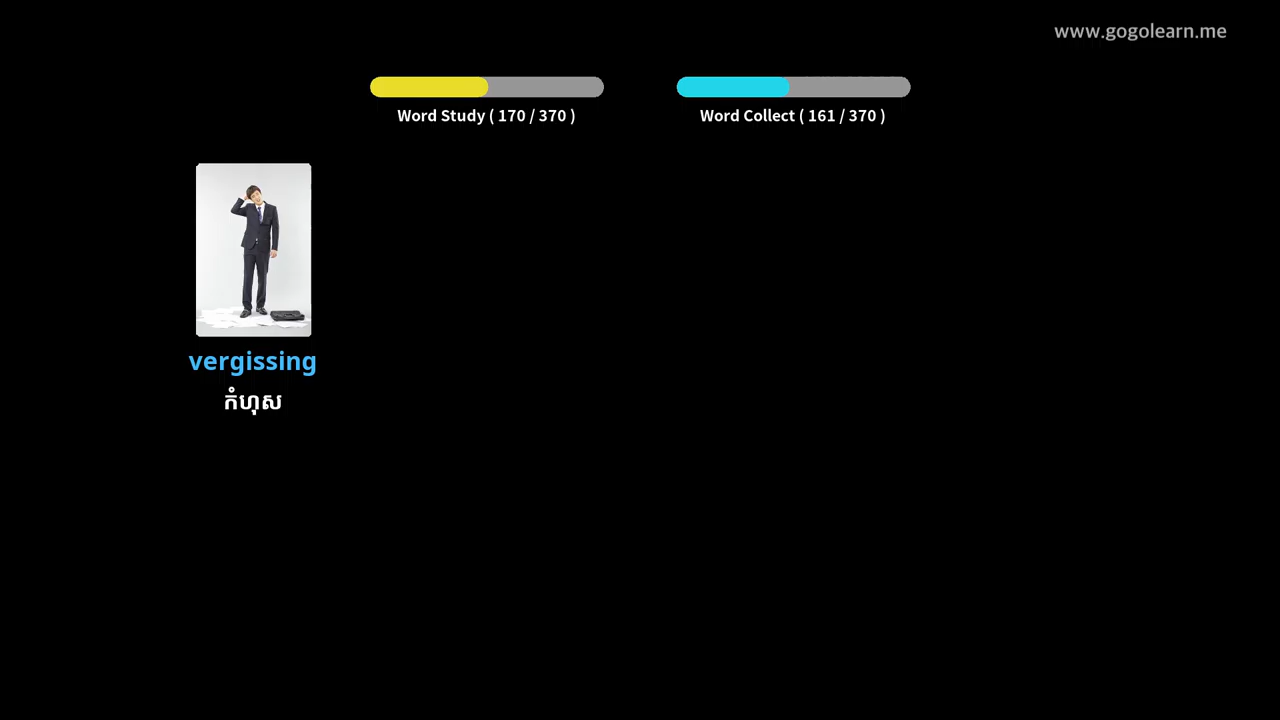 www.gogolearn.me
Word Study ( 170 / 370 )
Word Collect ( 161 / 370 )
vergissing
កំហុស